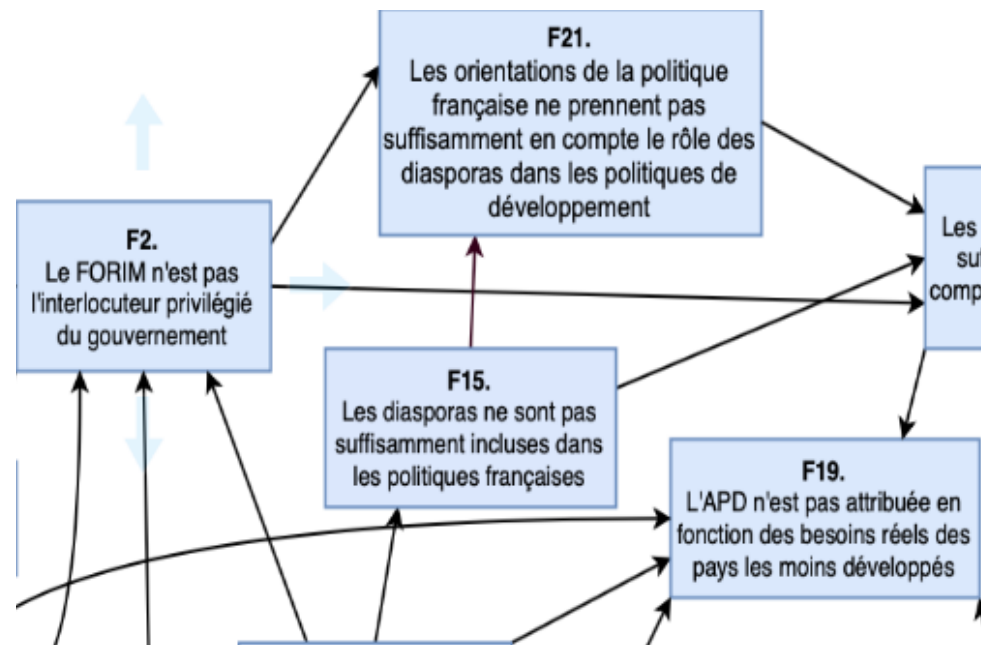 F21.
Les orientations de la politique
française ne prennent pas
suffisamment en compte le rôle des
diasporas dans les politiques de
développement
F2.
Le FORIM n'est pas
l'interlocuteur privilégié
du gouvernement
Les
F15.
Les diasporas ne sont pas
suffisamment incluses dans
les politiques françaises
F19.
L'APD n'est pas attribuée en
fonction des besoins réels des
pays les moins développés